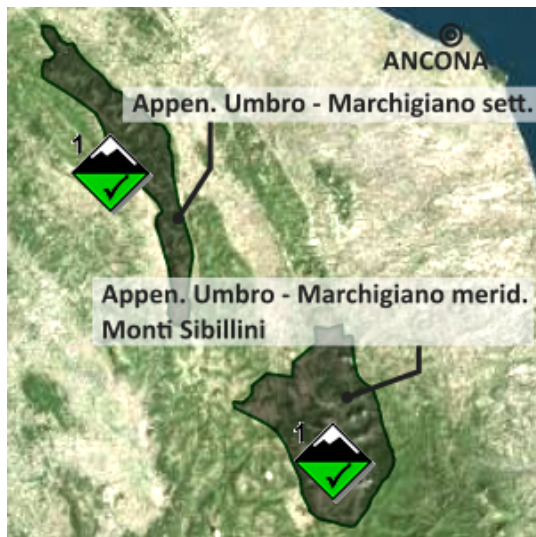 ANCONA
Appen. Umbro - Marchigiano sett.
1
Appen. Umbro - Marchigiano merid.
Monti Sibillini
1